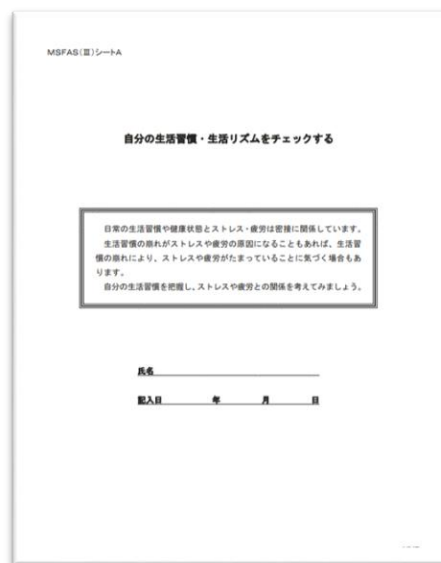 MSFAS(Ⅲ)シートA
自分の生活習慣・生活リズムをチェックする
日常の生活習慣や健康状態とストレス・疲労は密接に関係しています。
生活習慣の崩れがストレスや疲労の原因になることもあれば、生活習
慣の崩れにより、ストレスや疲労がたまっていることに気づく場合もあ
ります。
自分の生活習慣を把握し、ストレスや疲労との関係を考えてみましょう。
氏名
記入日 年 月 日